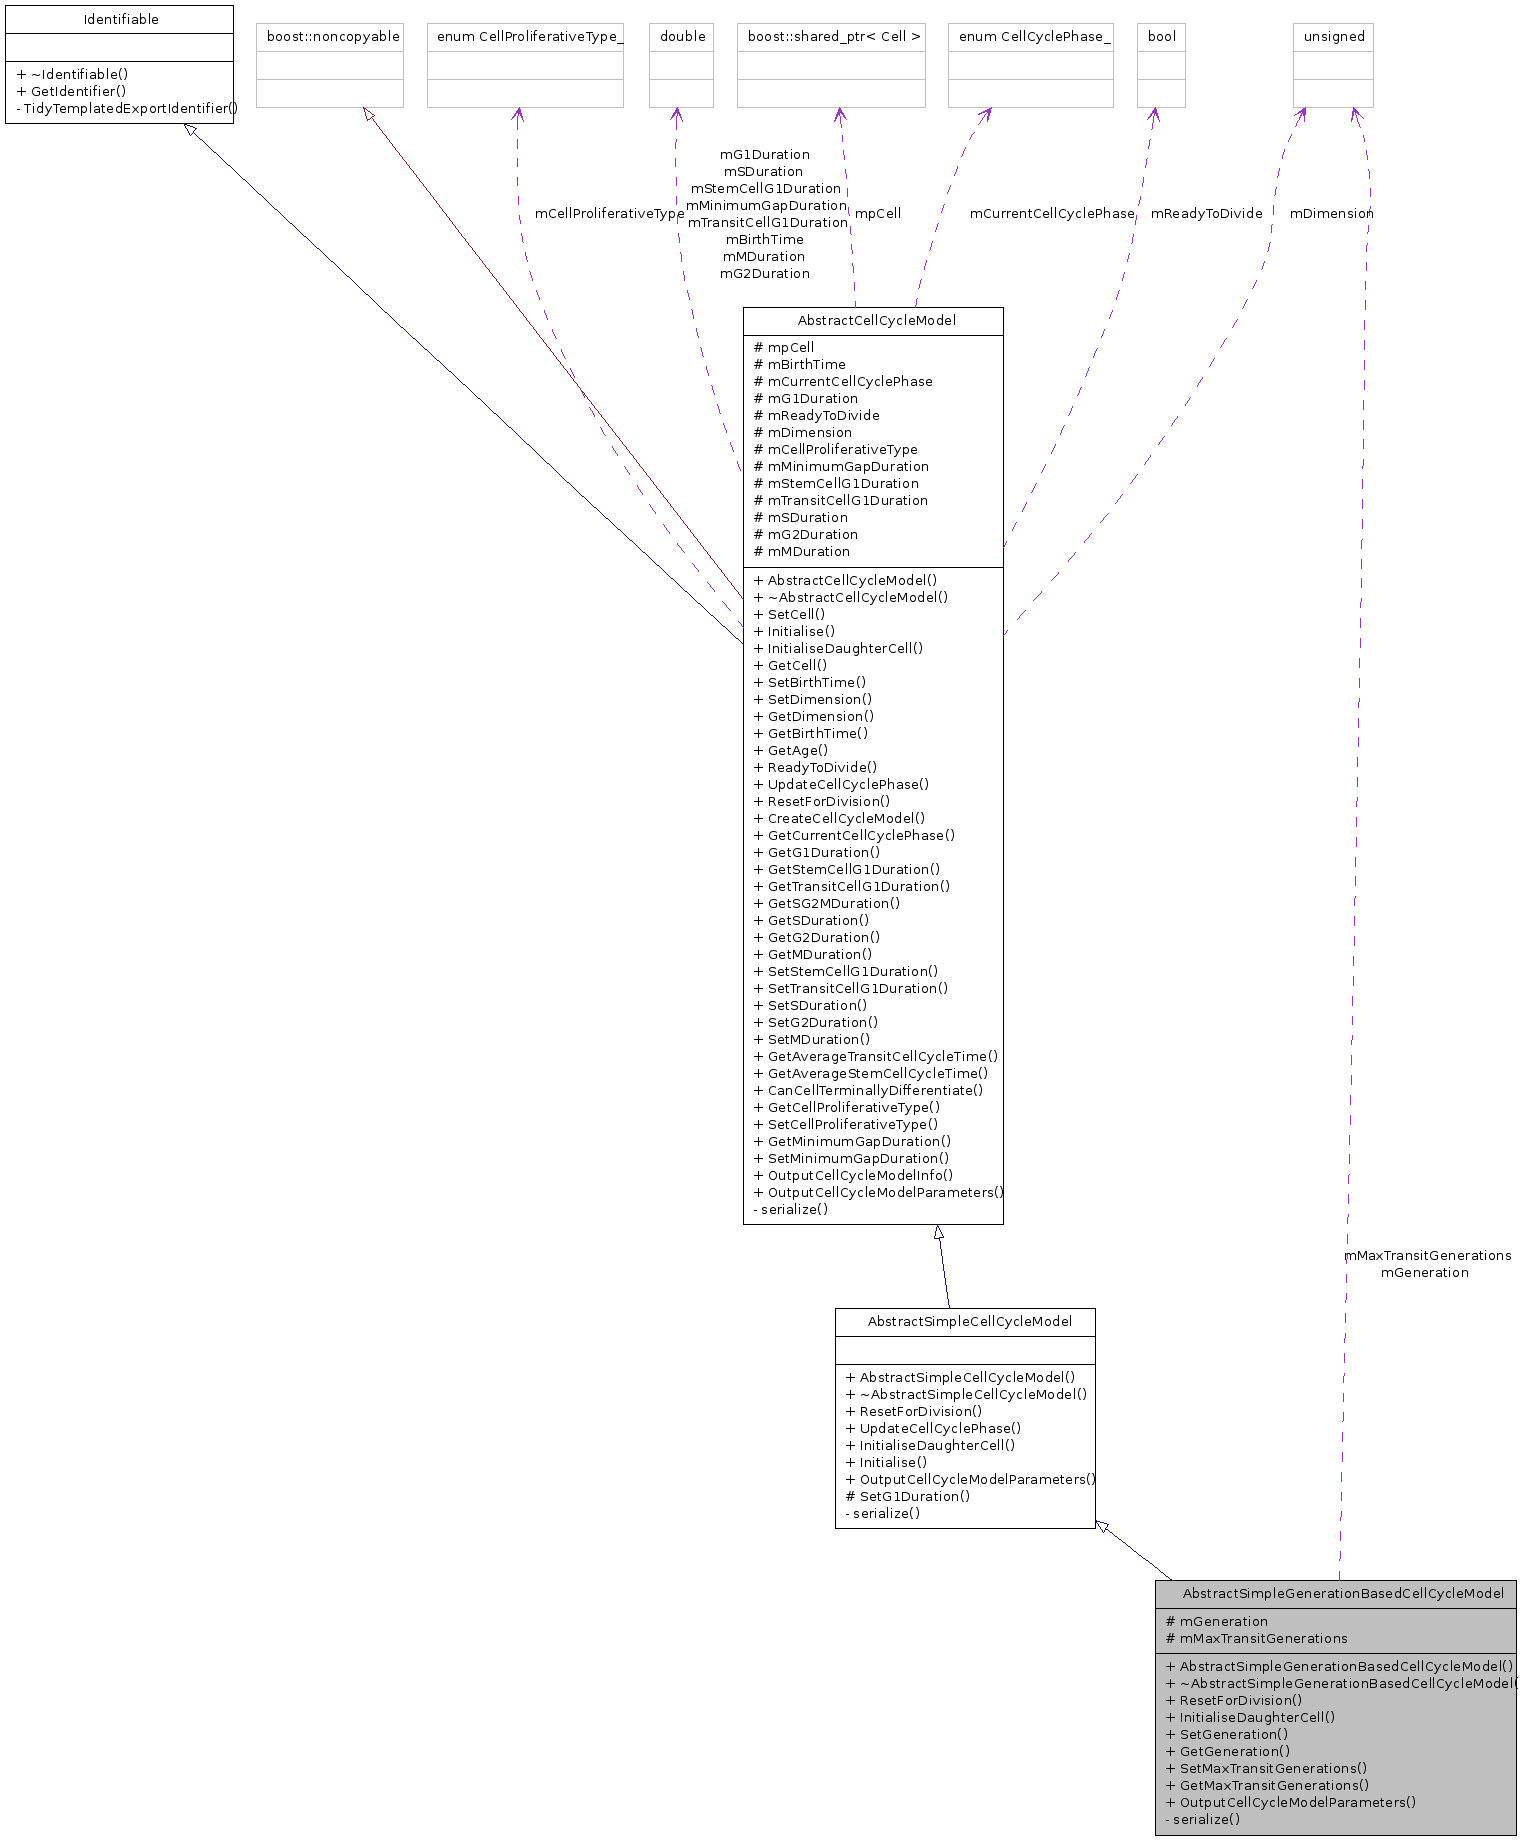 Identifiable
+ ~Identifiable()
+ GetIdentifier()
- TidyTemplatedExportIdentifier()
boost::noncopyable
enum CellProliferativeType_
double
boost::shared_ptr< Cell >
enum CellCyclePhase_
bool
unsigned
mCellProliferativeType
mG1Duration
mSDuration
mStemCellG1Duration
mMinimumGapDuration
mTransitCellG1Duration
mBirthTime
mMDuration
mG2Duration
mpCell
mCurrentCellCyclePhase
mReadyToDivide
mDimension
AbstractCellCycleModel
# mpCell
# mBirthTime
# mCurrentCellCyclePhase
# mG1Duration
# mReadyToDivide
# mDimension
# mCellProliferativeType
# mMinimumGapDuration
# mStemCellG1Duration
# mTransitCellG1Duration
# mSDuration
# mG2Duration
# mMDuration
+ AbstractCellCycleModel()
+ ~AbstractCellCycleModel()
+ SetCell()
+ Initialise()
+ InitialiseDaughterCell()
+ GetCell()
+ SetBirthTime()
+ SetDimension()
+ GetDimension()
+ GetBirthTime()
+ GetAge()
+ ReadyToDivide()
+ UpdateCellCyclePhase()
+ ResetForDivision()
+ CreateCellCycleModel()
+ GetCurrentCellCyclePhase()
+ GetG1Duration()
+ GetStemCellG1Duration()
+ GetTransitCellG1Duration()
+ GetSG2MDuration()
+ GetSDuration()
+ GetG2Duration()
+ GetMDuration()
+ SetStemCellG1Duration()
+ SetTransitCellG1Duration()
+ SetSDuration()
+ SetG2Duration()
+ SetMDuration()
+ GetAverageTransitCellCycleTime()
+ GetAverageStemCellCycleTime()
+ CanCellTerminallyDifferentiate()
+ GetCellProliferativeType()
+ SetCellProliferativeType()
+ GetMinimumGapDuration()
+ SetMinimumGapDuration()
+ OutputCellCycleModelInfo()
+ OutputCellCycleModelParameters()
- serialize()
mMaxTransitGenerations
mGeneration
AbstractSimpleCellCycleModel
+ AbstractSimpleCellCycleModel()
+ ~AbstractSimpleCellCycleModel()
+ ResetForDivision()
+ UpdateCellCyclePhase()
+ InitialiseDaughterCell()
+ Initialise()
+ OutputCellCycleModelParameters()
# SetG1Duration()
- serialize()
AbstractSimpleGenerationBasedCellCycleModel
# mGeneration
# mMaxTransitGenerations
+ AbstractSimpleGenerationBasedCellCycleModel()
+ ~AbstractSimpleGenerationBasedCellCycleModel(
+ ResetForDivision()
+ InitialiseDaughterCell()
+ SetGeneration()
+ GetGeneration()
+ SetMaxTransitGenerations()
+ GetMaxTransitGenerations()
+ OutputCellCycleModelParameters()
- serialize()